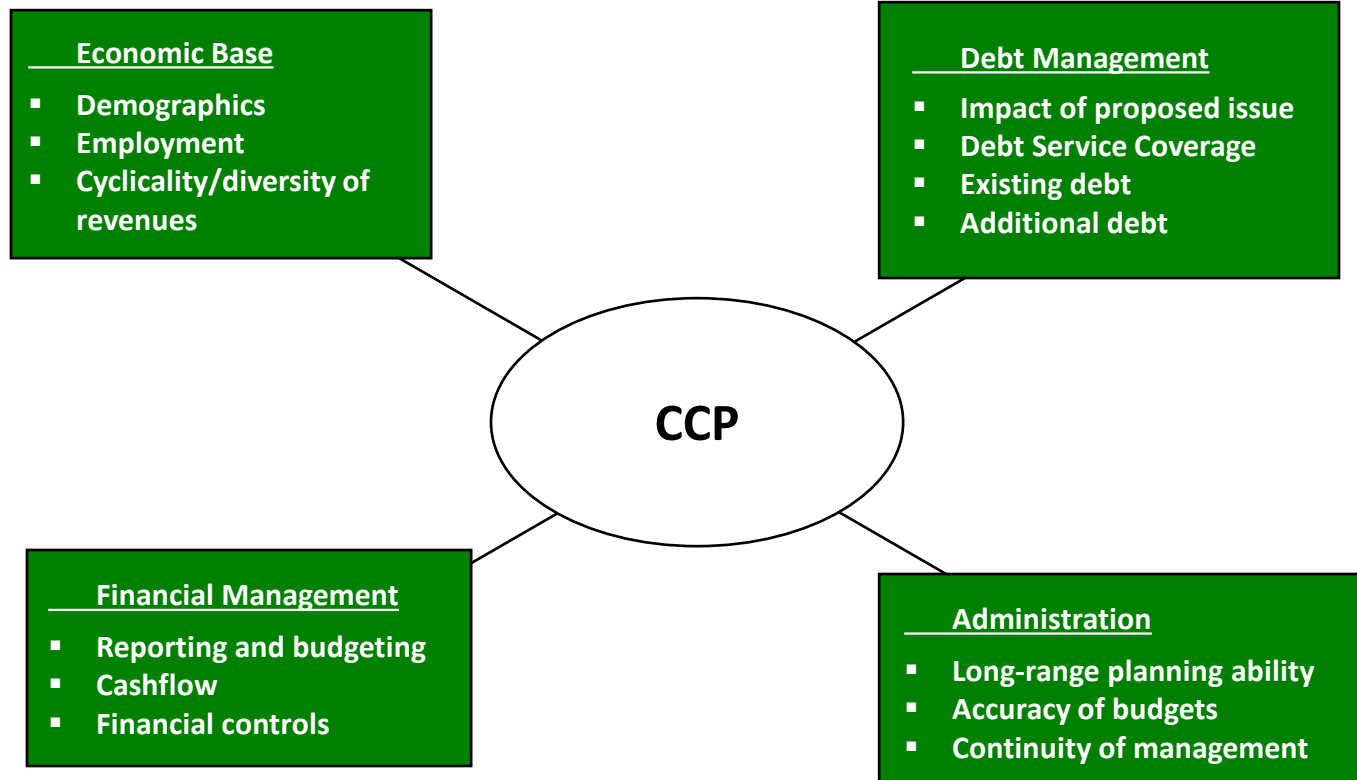 Economic Base
▪ Demographics
▪ Employment
▪ Cyclicality/diversity of
revenues
Debt Management
▪ Impact of proposed issue
▪ Debt Service Coverage
▪ Existing debt
▪ Additional debt
CCP
Financial Management
▪ Reporting and budgeting
▪ Cashflow
▪ Financial controls
Administration
▪ Long-range planning ability
▪ Accuracy of budgets
▪ Continuity of management